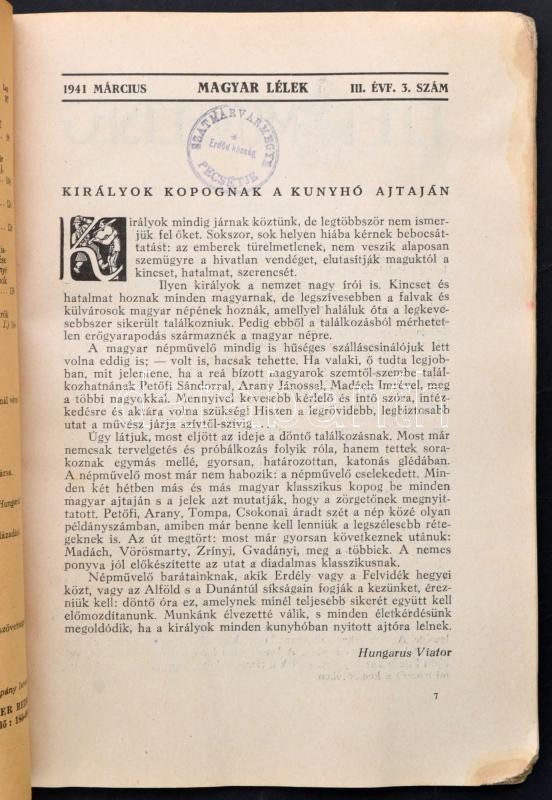 1941 MÁRCIUS MAGYAR LÉLEK III. ÉVF. 3. SZÁM
SZATMÁRVÁRMEGYE
Erdőd község
PECSÉTJE
KIRÁLYOK KOPOGNAK A KUNYHÓ AJTAJÁN
Királyok mindig járnak köztünk, de legtöbbször nem ismer-
jük fel őket. Sokszor, sok helyen hiába kérnek bebocsát-
tatást: az emberek türelmetlenek, nem veszik alaposan
szemügyre a hivatlan vendéget, elutasítják maguktól a
kincset, hatalmat, szerencsét.
Ilyen királyok a nemzet nagy írói is. Kincset és
hatalmat hoznak minden magyarnak, de legszívesebben a falvak és
külvárosok magyar népének hoznák, amellyel haláluk óta a legkeve-
sebbszer sikerült találkozniuk. Pedig ebből a találkozásból mérhetet-
len erőgyarapodás származnék a magyar népre.
A magyar népművelő mindig is hűséges szálláscsinálójuk lett
volna eddig is; — volt is, hacsak tehette. Ha valaki, ő tudta legjob-
ban, mit jelentene, ha a reá bízott magyarok szemtől-szembe talál-
kozhatnának Petőfi Sándorral, Arany Jánossal, Madách Imrével, meg
a többi nagyokkal. Mennyivel kevesebb kérlelő és intő szóra, intéz-
kedésre és aktára volna szükség! Hiszen a legrövidebb, legbiztosabb
utat a művész járja szívtől-szívig...
Úgy látjuk, most eljött az ideje a döntő találkozásnak. Most már
nemcsak tervelgetés és próbálkozás folyik róla, hanem tettek sora-
koznak egymás mellé, gyorsan, határozottan, katonás glédában.
A népművelő most már nem habozik: a népművelő cselekedett. Min-
den két hétben más és más magyar klasszikus kopog be minden
magyar ajtaján s a jelek azt mutatják, hogy a zörgetőnek megnyit-
tatott. Petőfi, Arany, Tompa, Csokonai áradt szét a nép közé olyan
példányszámban, amiben már benne kell lenniük a legszélesebb réte-
geknek is. Az út megtört: most már gyorsan következnek utánuk:
Madách, Vörösmarty, Zrínyi, Gvadányi, meg a többiek. A nemes
ponyva jól előkészítette az utat a diadalmas klasszikusnak.
Népművelő barátainknak, akik Erdély vagy a Felvidék hegyei
közt, vagy az Alföld s a Dunántúl síkságain fogják a kezünket, érez-
niük kell: döntő óra ez, amelynek minél teljesebb sikerét együtt kell
előmozdítanunk. Munkánk élvezetté válik, s minden életkérdésünk
megoldódik, ha a királyok minden kunyhóban nyitott ajtóra lelnek.
Hungarus Viator
7